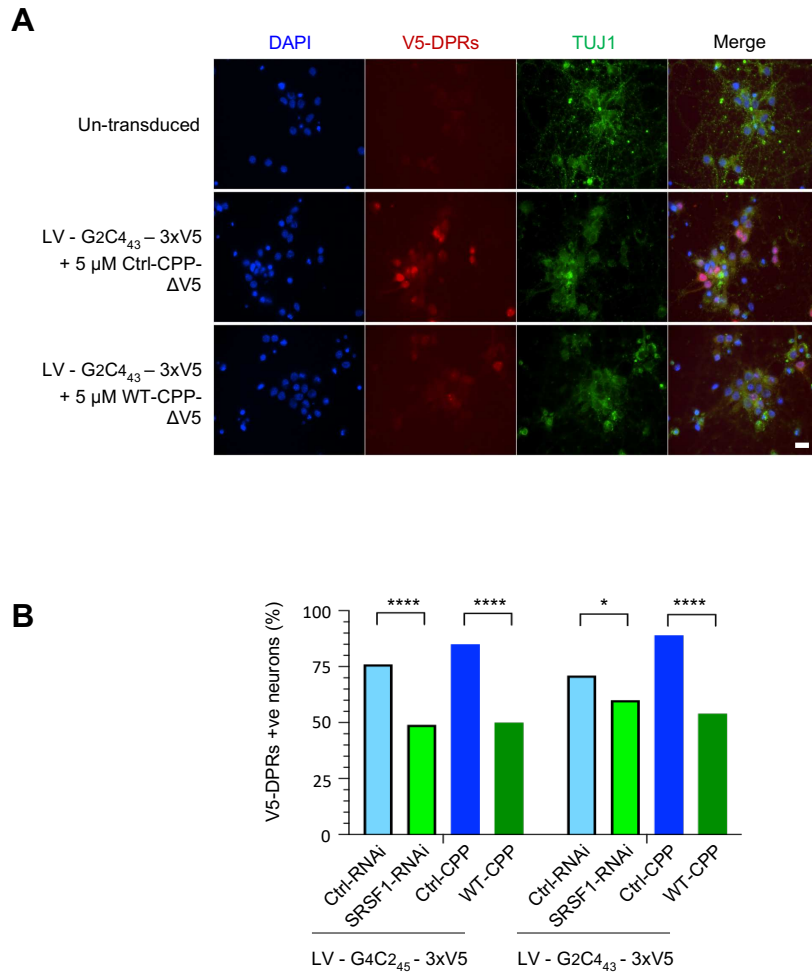 A
DAPI
V5-DPRs
TUJ1
Merge
Un-transduced
LV - G2C4₄₃ – 3xV5
+ 5 µM Ctrl-CPP-
ΔV5
LV - G2C4₄₃ – 3xV5
+ 5 µM WT-CPP-
ΔV5
B
V5-DPRs +ve neurons (%)
100
75
50
25
0
****
****
*
****
Ctrl-RNAi
SRSF1-RNAi
Ctrl-CPP
WT-CPP
Ctrl-RNAi
SRSF1-RNAi
Ctrl-CPP
WT-CPP
LV - G4C2₄₅ - 3xV5
LV - G2C4₄₃ - 3xV5